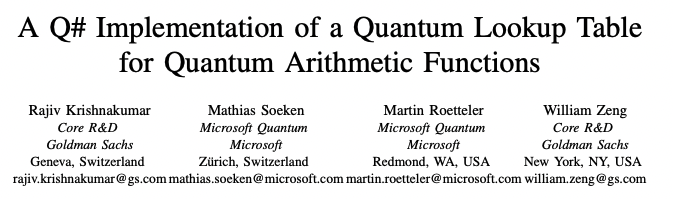 A Q# Implementation of a Quantum Lookup Table
for Quantum Arithmetic Functions
Rajiv Krishnakumar
Core R&D
Goldman Sachs
Geneva, Switzerland
rajiv.krishnakumar@gs.com
Mathias Soeken
Microsoft Quantum
Microsoft
Zürich, Switzerland
mathias.soeken@microsoft.com
Martin Roetteler
Microsoft Quantum
Microsoft
Redmond, WA, USA
martin.roetteler@microsoft.com
William Zeng
Core R&D
Goldman Sachs
New York, NY, USA
william.zeng@gs.com